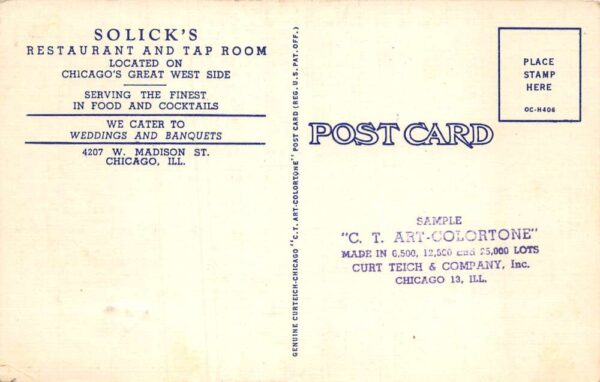 SOLICK'S
RESTAURANT AND TAP ROOM
LOCATED ON
CHICAGO'S GREAT WEST SIDE
SERVING THE FINEST
IN FOOD AND COCKTAILS
WE CATER TO
WEDDINGS AND BANQUETS
4207 W. MADISON ST.
CHICAGO, ILL.
GENUINE CURTEICH-CHICAGO "C. T. ART-COLORTONE" POST CARD (REG. U. S. PAT. OFF.)
POST CARD
PLACE
STAMP
HERE
OC-H406
SAMPLE
"C. T. ART-COLORTONE"
MADE IN 6,500, 12,500 and 25,000 LOTS
CURT TEICH & COMPANY, Inc.
CHICAGO 13, ILL.